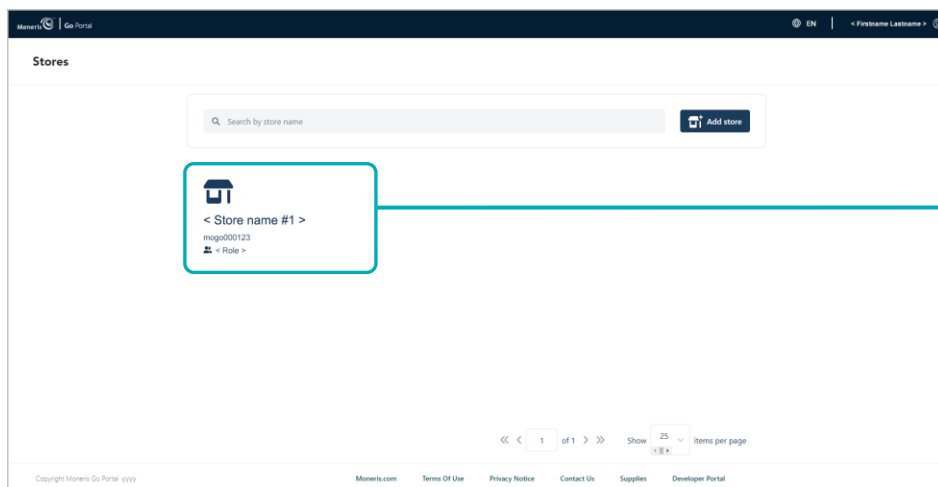 Moneris Go Portal
EN
< Firstname Lastname >
Stores
Search by store name
Add store
< Store name #1 >
mogo000123
< Role >
1 of 1 Show 25 items per page
Copyright Moneris Go Portal yyyy
Moneris.com Terms Of Use Privacy Notice Contact Us Supplies Developer Portal